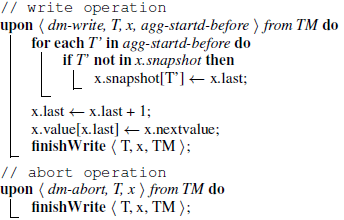 // write operation
upon ⟨ dm-write, T, x, agg-startd-before ⟩ from TM do
for each T' in agg-startd-before do
if T' not in x.snapshot then
x.snapshot[T'] ← x.last;
x.last ← x.last + 1;
x.value[x.last] ← x.nextvalue;
finishWrite ⟨ T, x, TM ⟩;
// abort operation
upon ⟨ dm-abort, T, x ⟩ from TM do
finishWrite ⟨ T, x, TM ⟩;